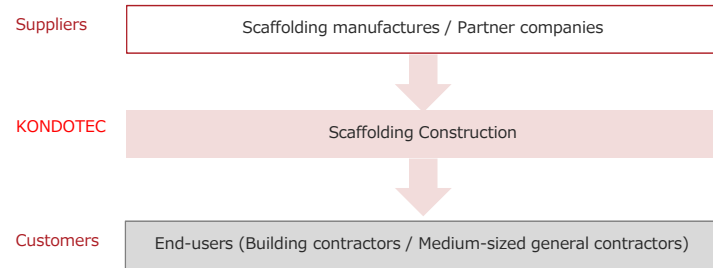 Suppliers
Scaffolding manufactures / Partner companies
KONDOTEC
Scaffolding Construction
Customers
End-users (Building contractors / Medium-sized general contractors)